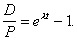 D/P = e^{λt} − 1.